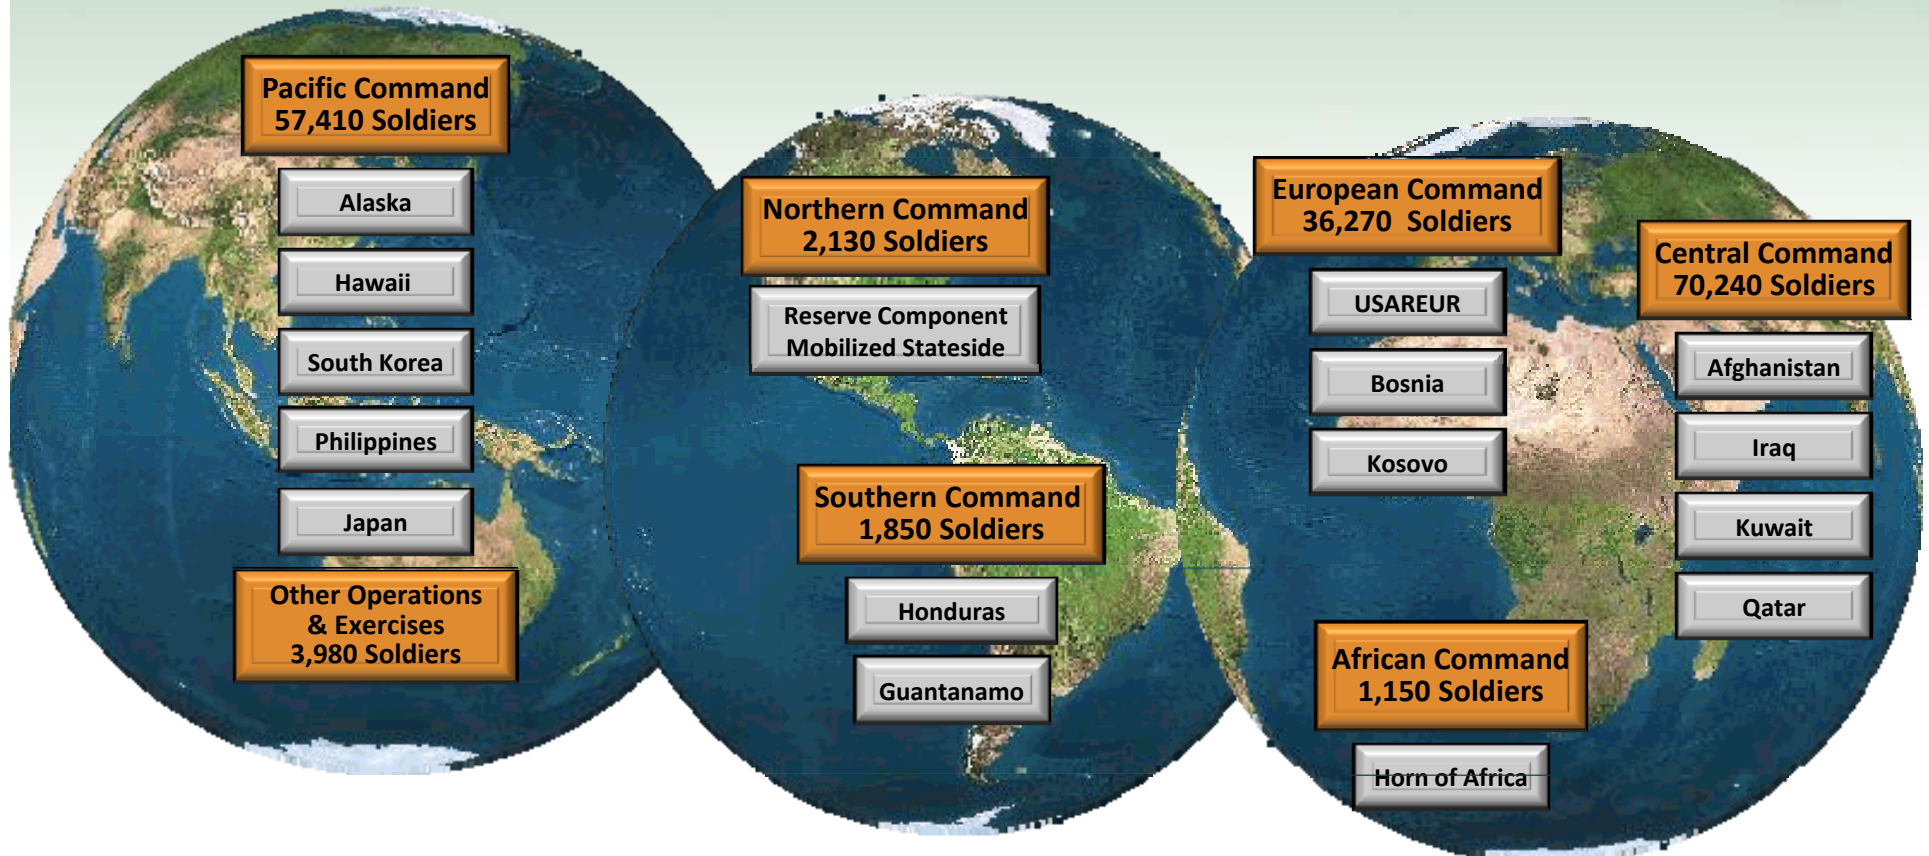 Pacific Command
57,410 Soldiers
Alaska
Hawaii
South Korea
Philippines
Japan
Other Operations
& Exercises
3,980 Soldiers
Northern Command
2,130 Soldiers
Reserve Component
Mobilized Stateside
Southern Command
1,850 Soldiers
Honduras
Guantanamo
European Command
36,270 Soldiers
USAREUR
Bosnia
Kosovo
Central Command
70,240 Soldiers
Afghanistan
Iraq
Kuwait
Qatar
African Command
1,150 Soldiers
Horn of Africa